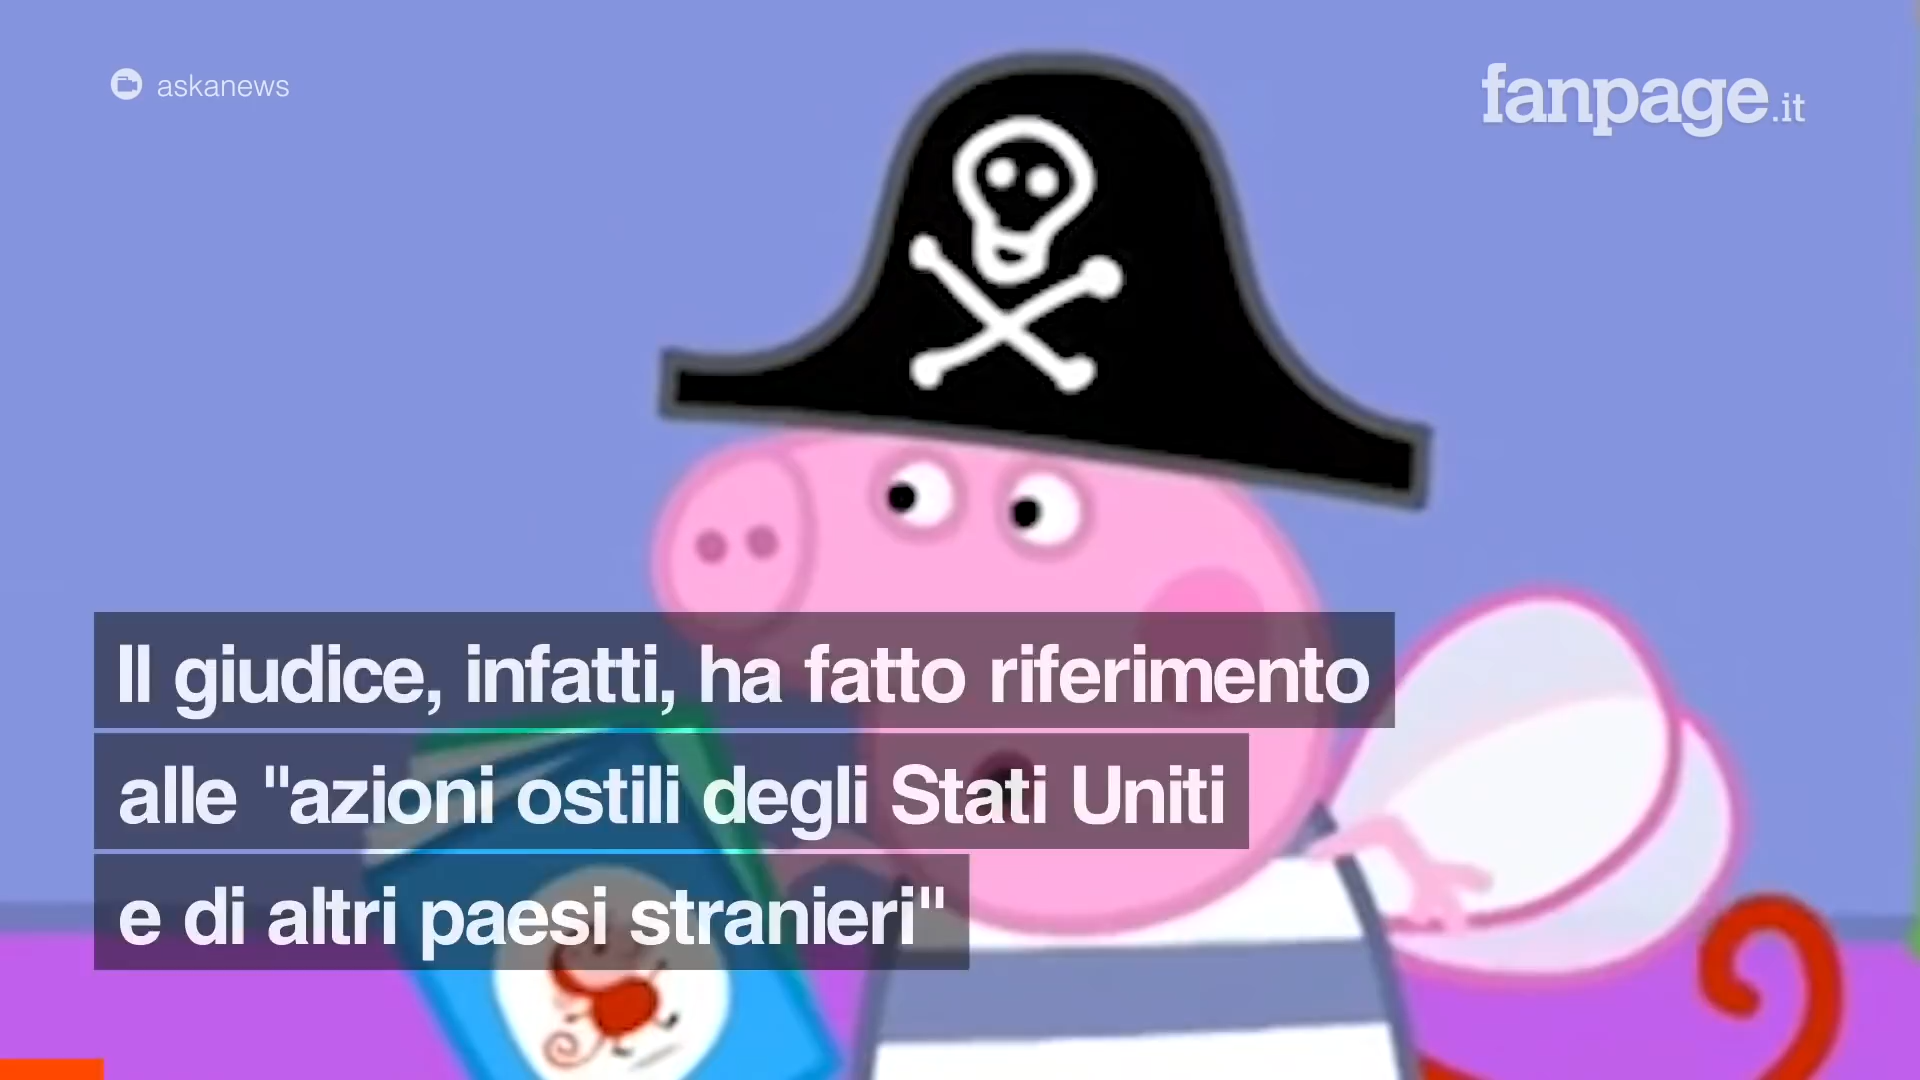 askanews
fanpage.it
Il giudice, infatti, ha fatto riferimento
alle "azioni ostili degli Stati Uniti
e di altri paesi stranieri"